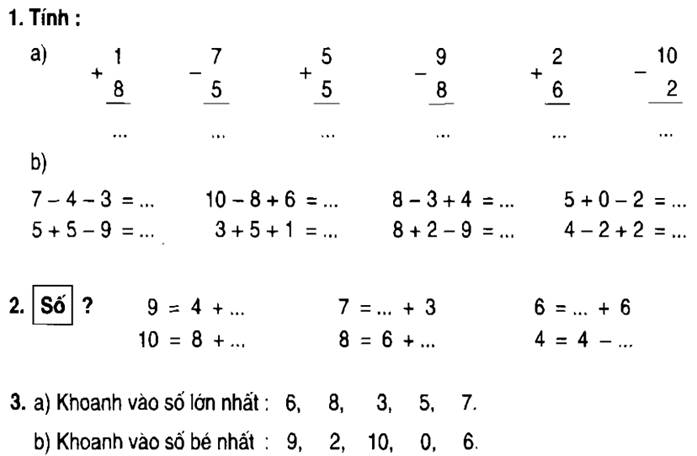 1. Tính :
a) + 1 − 7 + 5 − 9 + 2 − 10
8 5 5 8 6 2
... ... ... ... ... ...
b)
7 – 4 – 3 = ... 10 – 8 + 6 = ... 8 – 3 + 4 = ... 5 + 0 – 2 = ...
5 + 5 – 9 = ... 3 + 5 + 1 = ... 8 + 2 – 9 = ... 4 – 2 + 2 = ...
2. Số ? 9 = 4 + ... 7 = ... + 3 6 = ... + 6
10 = 8 + ... 8 = 6 + ... 4 = 4 – ...
3. a) Khoanh vào số lớn nhất : 6, 8, 3, 5, 7.
b) Khoanh vào số bé nhất : 9, 2, 10, 0, 6.